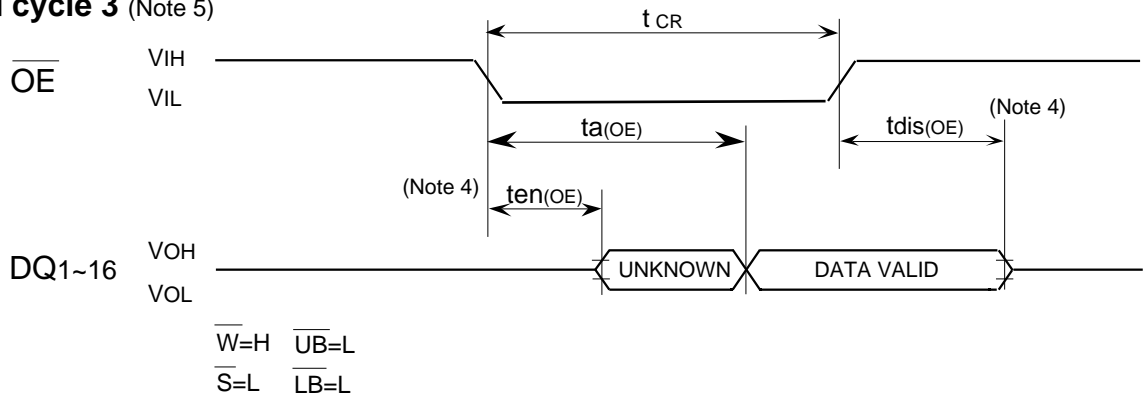 cycle 3 (Note 5)
t CR
OE
VIH
VIL
(Note 4)
ta(OE)
tdis(OE)
(Note 4)
ten(OE)
DQ1~16
VOH
VOL
UNKNOWN
DATA VALID
W=H UB=L
S=L LB=L